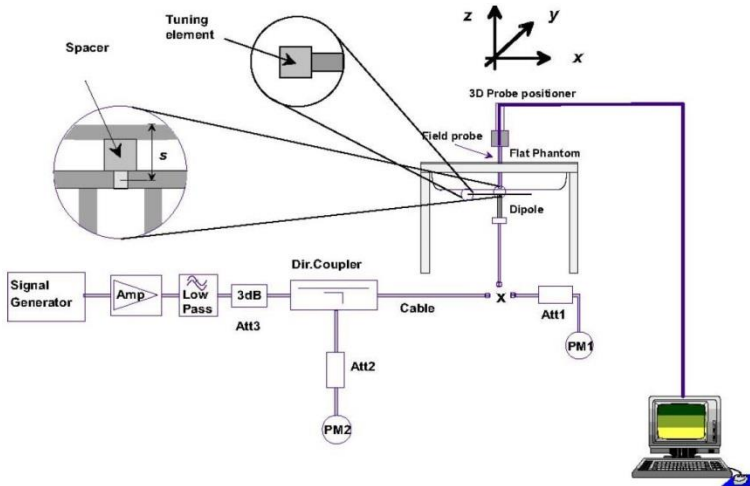 Tuning
element
Spacer
s
z
y
x
3D Probe positioner
Field probe
Flat Phantom
Dipole
Signal
Generator
Amp
Low
Pass
3dB
Att3
Dir.Coupler
Cable
x
Att1
PM1
Att2
PM2